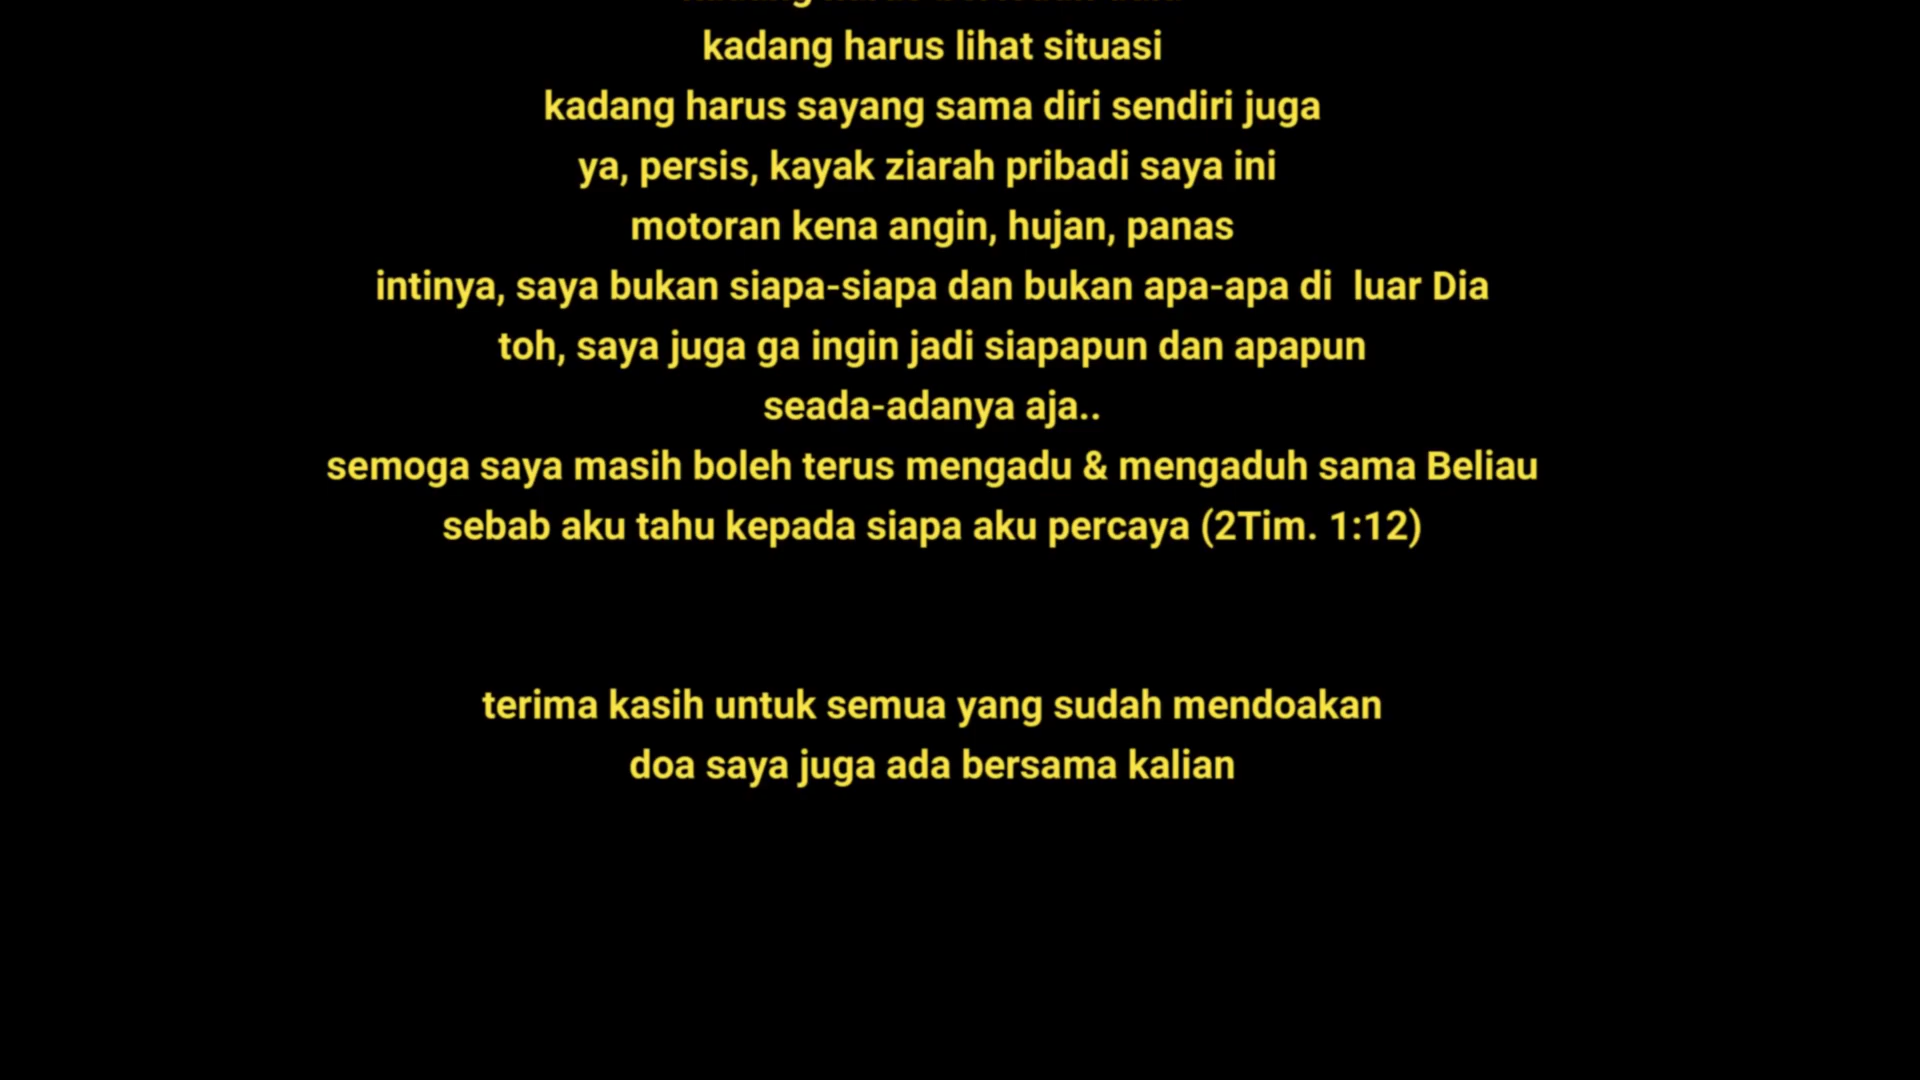 kadang harus lihat situasi
kadang harus sayang sama diri sendiri juga
ya, persis, kayak ziarah pribadi saya ini
motoran kena angin, hujan, panas
intinya, saya bukan siapa-siapa dan bukan apa-apa di  luar Dia
toh, saya juga ga ingin jadi siapapun dan apapun
seada-adanya aja..
semoga saya masih boleh terus mengadu & mengaduh sama Beliau
sebab aku tahu kepada siapa aku percaya (2Tim. 1:12)
terima kasih untuk semua yang sudah mendoakan
doa saya juga ada bersama kalian